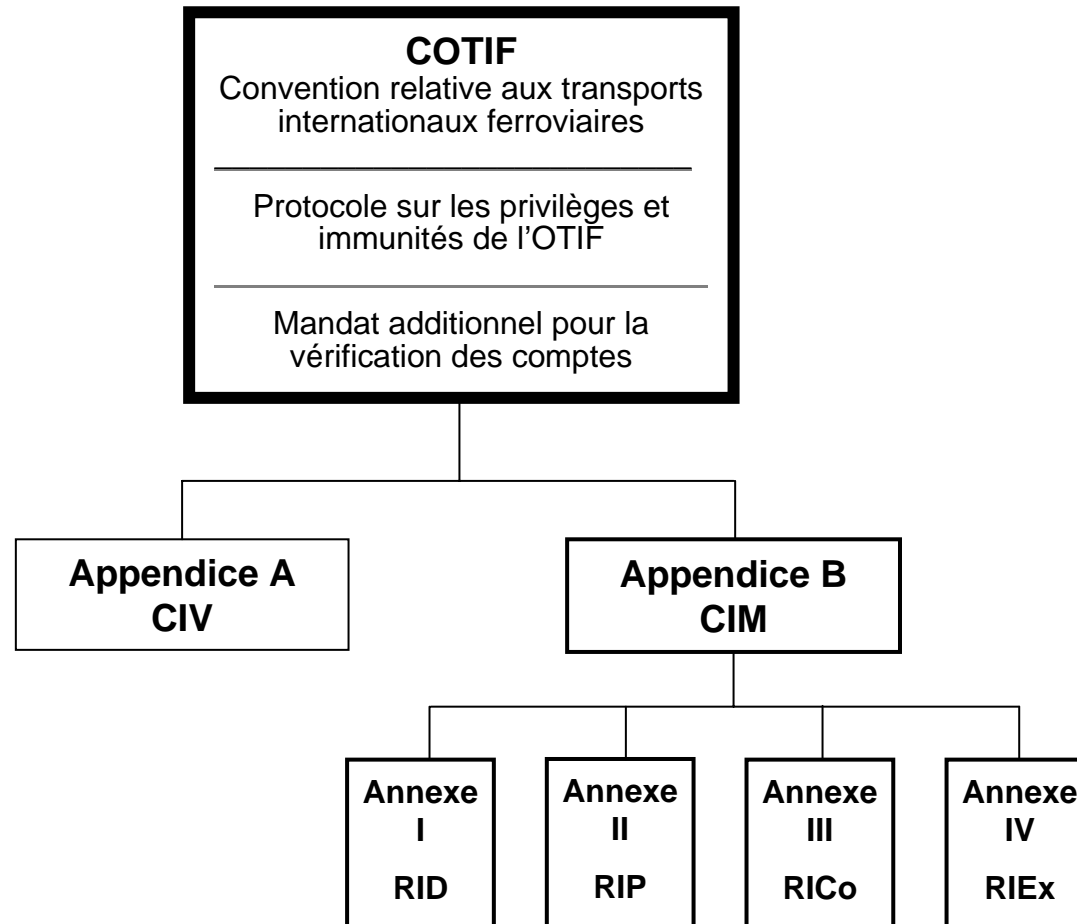 COTIF
Convention relative aux transports
internationaux ferroviaires
Protocole sur les privilèges et
immunités de l’OTIF
Mandat additionnel pour la
vérification des comptes
Appendice A
CIV
Appendice B
CIM
Annexe
I
RID
Annexe
II
RIP
Annexe
III
RICo
Annexe
IV
RIEx